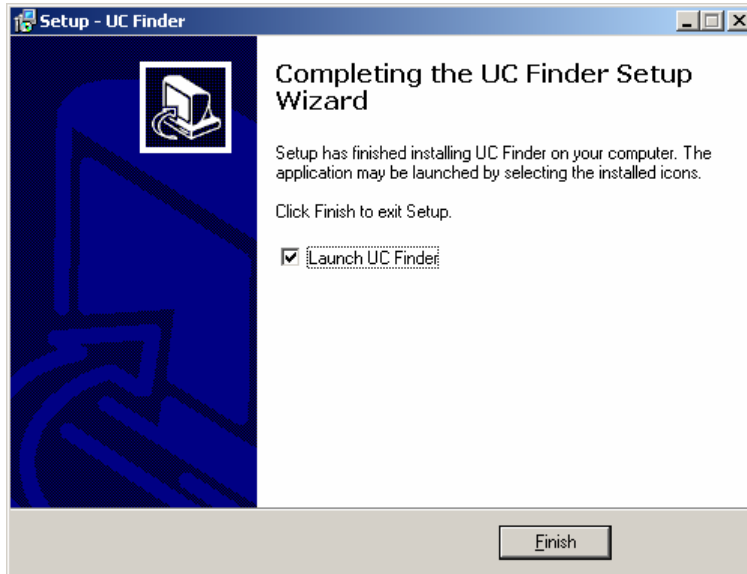 Setup - UC Finder
Completing the UC Finder Setup
Wizard
Setup has finished installing UC Finder on your computer. The
application may be launched by selecting the installed icons.
Click Finish to exit Setup.
Launch UC Finder
Finish